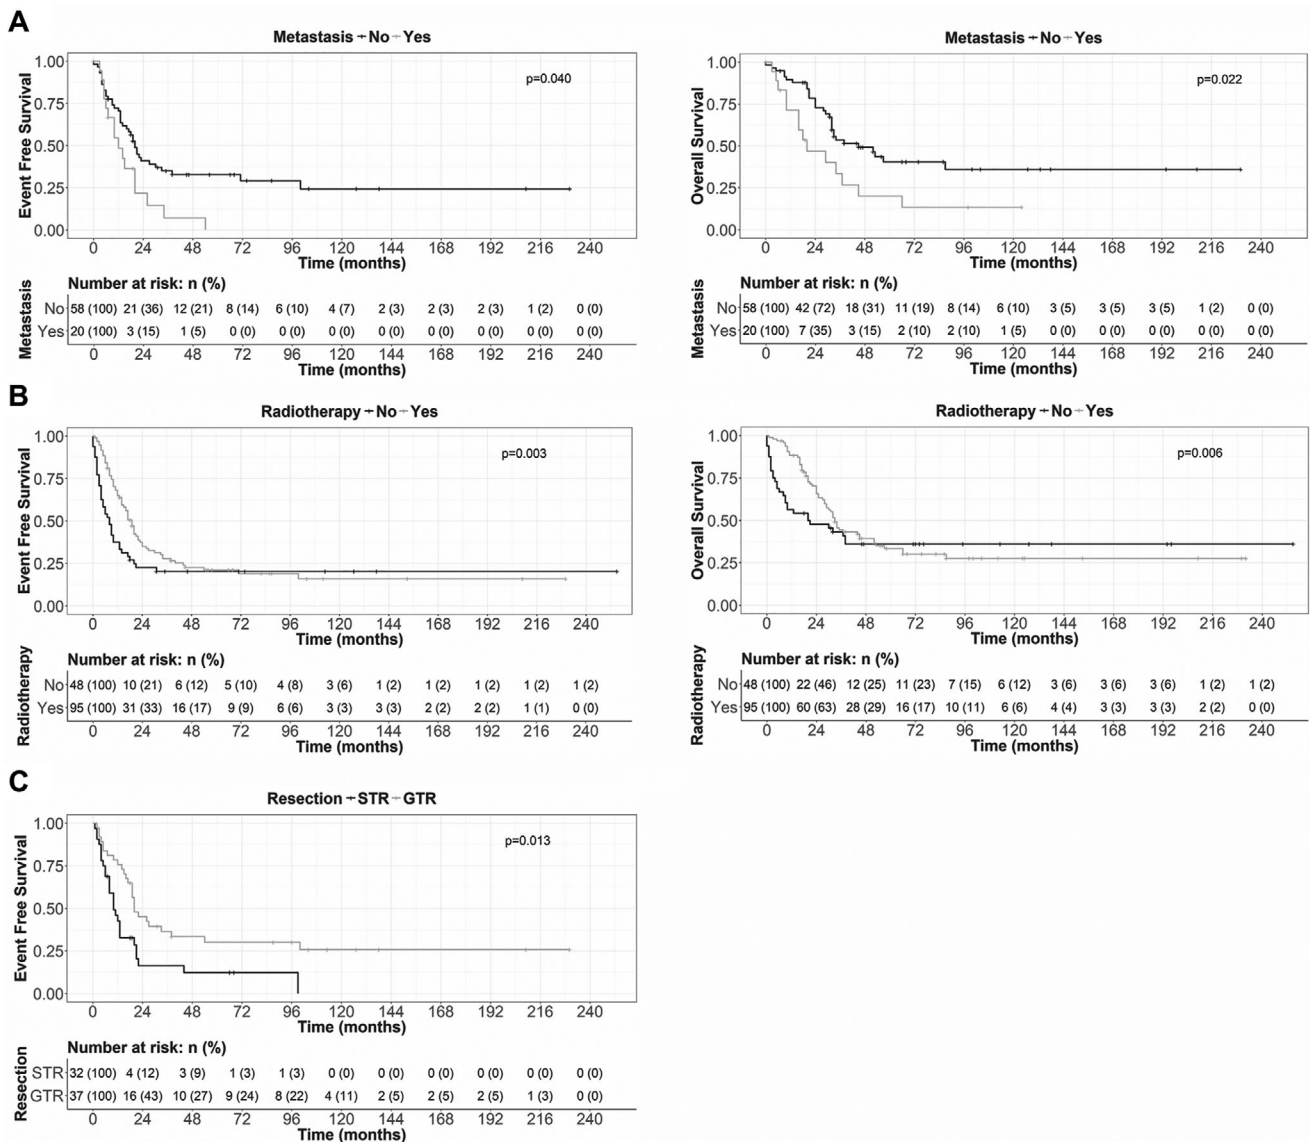 A
Metastasis No Yes
Event Free Survival
1.00
0.75
0.50
0.25
0.00
p=0.040
0 24 48 72 96 120 144 168 192 216 240
Time (months)
Number at risk: n (%)
Metastasis
No 58 (100) 21 (36) 12 (21) 8 (14) 6 (10) 4 (7) 2 (3) 2 (3) 2 (3) 1 (2) 0 (0)
Yes 20 (100) 3 (15) 1 (5) 0 (0) 0 (0) 0 (0) 0 (0) 0 (0) 0 (0) 0 (0) 0 (0)
0 24 48 72 96 120 144 168 192 216 240
Time (months)
Metastasis No Yes
Overall Survival
1.00
0.75
0.50
0.25
0.00
p=0.022
0 24 48 72 96 120 144 168 192 216 240
Time (months)
Number at risk: n (%)
Metastasis
No 58 (100) 42 (72) 18 (31) 11 (19) 8 (14) 6 (10) 3 (5) 3 (5) 3 (5) 1 (2) 0 (0)
Yes 20 (100) 7 (35) 3 (15) 2 (10) 2 (10) 1 (5) 0 (0) 0 (0) 0 (0) 0 (0) 0 (0)
0 24 48 72 96 120 144 168 192 216 240
Time (months)
B
Radiotherapy No Yes
Event Free Survival
1.00
0.75
0.50
0.25
0.00
p=0.003
0 24 48 72 96 120 144 168 192 216 240
Time (months)
Number at risk: n (%)
Radiotherapy
No 48 (100) 10 (21) 6 (12) 5 (10) 4 (8) 3 (6) 1 (2) 1 (2) 1 (2) 1 (2) 1 (2)
Yes 95 (100) 31 (33) 16 (17) 9 (9) 6 (6) 3 (3) 3 (3) 2 (2) 2 (2) 1 (1) 0 (0)
0 24 48 72 96 120 144 168 192 216 240
Time (months)
Radiotherapy No Yes
Overall Survival
1.00
0.75
0.50
0.25
0.00
p=0.006
0 24 48 72 96 120 144 168 192 216 240
Time (months)
Number at risk: n (%)
Radiotherapy
No 48 (100) 22 (46) 12 (25) 11 (23) 7 (15) 6 (12) 3 (6) 3 (6) 3 (6) 1 (2) 1 (2)
Yes 95 (100) 60 (63) 28 (29) 16 (17) 10 (11) 6 (6) 4 (4) 3 (3) 3 (3) 2 (2) 0 (0)
0 24 48 72 96 120 144 168 192 216 240
Time (months)
C
Resection STR GTR
Event Free Survival
1.00
0.75
0.50
0.25
0.00
p=0.013
0 24 48 72 96 120 144 168 192 216 240
Time (months)
Number at risk: n (%)
Resection
STR 32 (100) 4 (12) 3 (9) 1 (3) 1 (3) 0 (0) 0 (0) 0 (0) 0 (0) 0 (0) 0 (0)
GTR 37 (100) 16 (43) 10 (27) 9 (24) 8 (22) 4 (11) 2 (5) 2 (5) 2 (5) 1 (3) 0 (0)
0 24 48 72 96 120 144 168 192 216 240
Time (months)